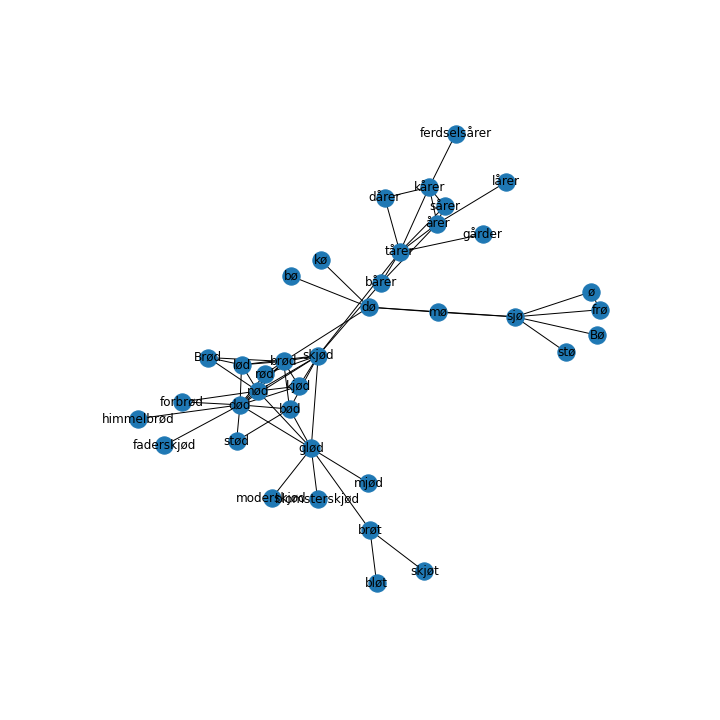 ferdselsårer
kårer
lårer
dårer
sårer
årer
gårder
tårer
kø
bø
bårer
ø
dø
mø
sjø
frø
Bø
stø
Brød
lød
brød
skjød
rød
kjød
nød
forbrød
død
bød
himmelbrød
faderskjød
stød
glød
mjød
moderskjød
blomsterskjød
brøt
skjøt
bløt